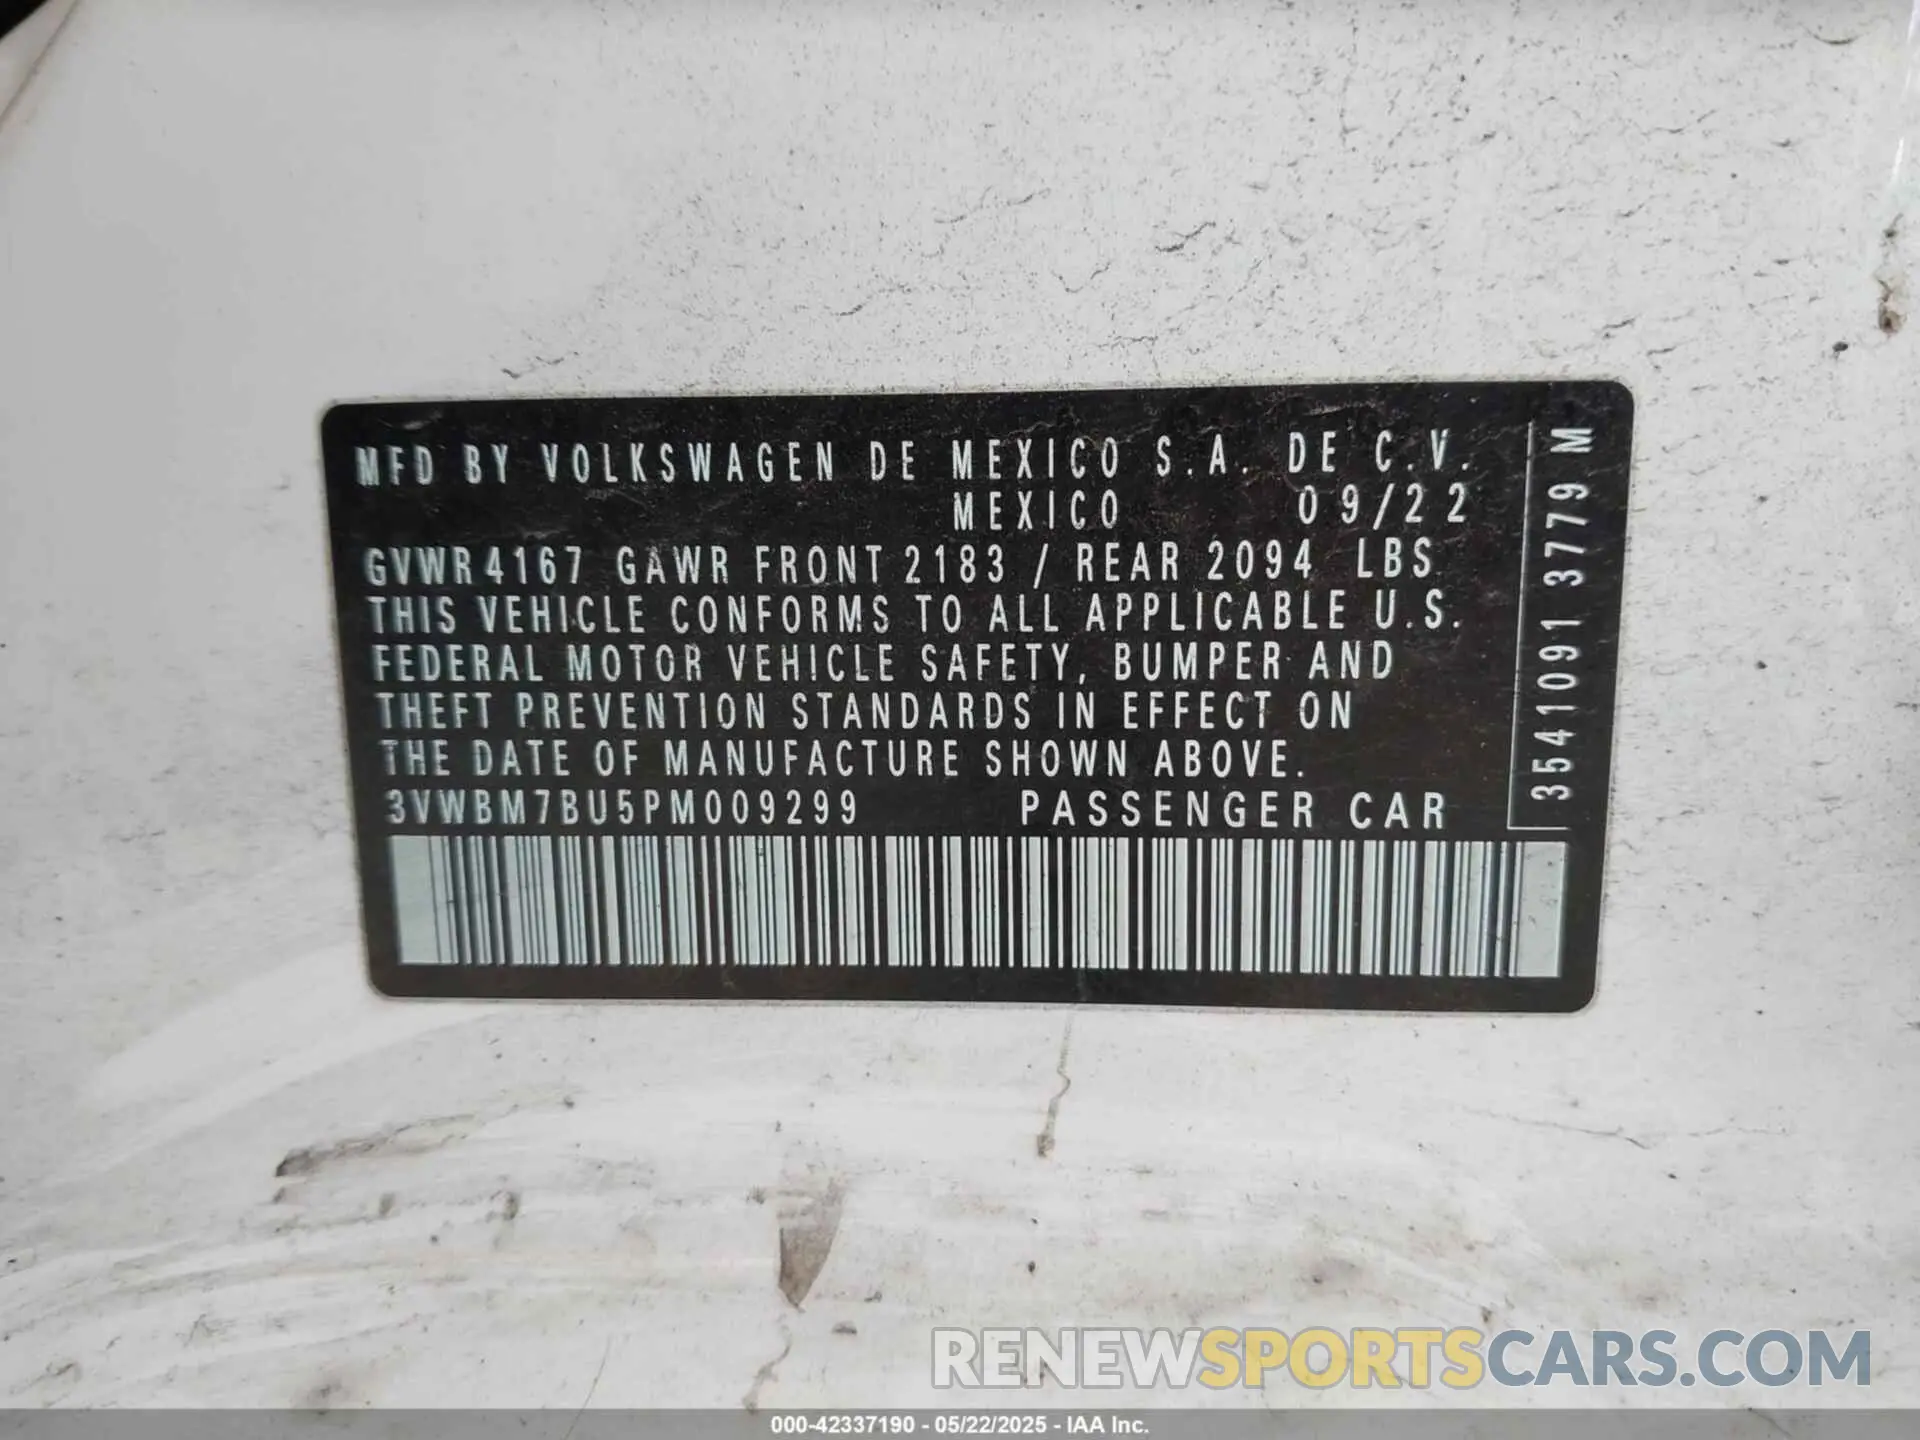 MFD BY VOLKSWAGEN DE MEXICO S.A. DE C.V.
MEXICO 09/22
GVWR 4167 GAWR FRONT 2183 / REAR 2094 LBS
THIS VEHICLE CONFORMS TO ALL APPLICABLE U.S.
FEDERAL MOTOR VEHICLE SAFETY, BUMPER AND
THEFT PREVENTION STANDARDS IN EFFECT ON
THE DATE OF MANUFACTURE SHOWN ABOVE.
3VWBM7BU5PM009299 PASSENGER CAR
3541091 3779 M
RENEWSPORTSCARS.COM
000-42337190 - 05/22/2025 - IAA Inc.